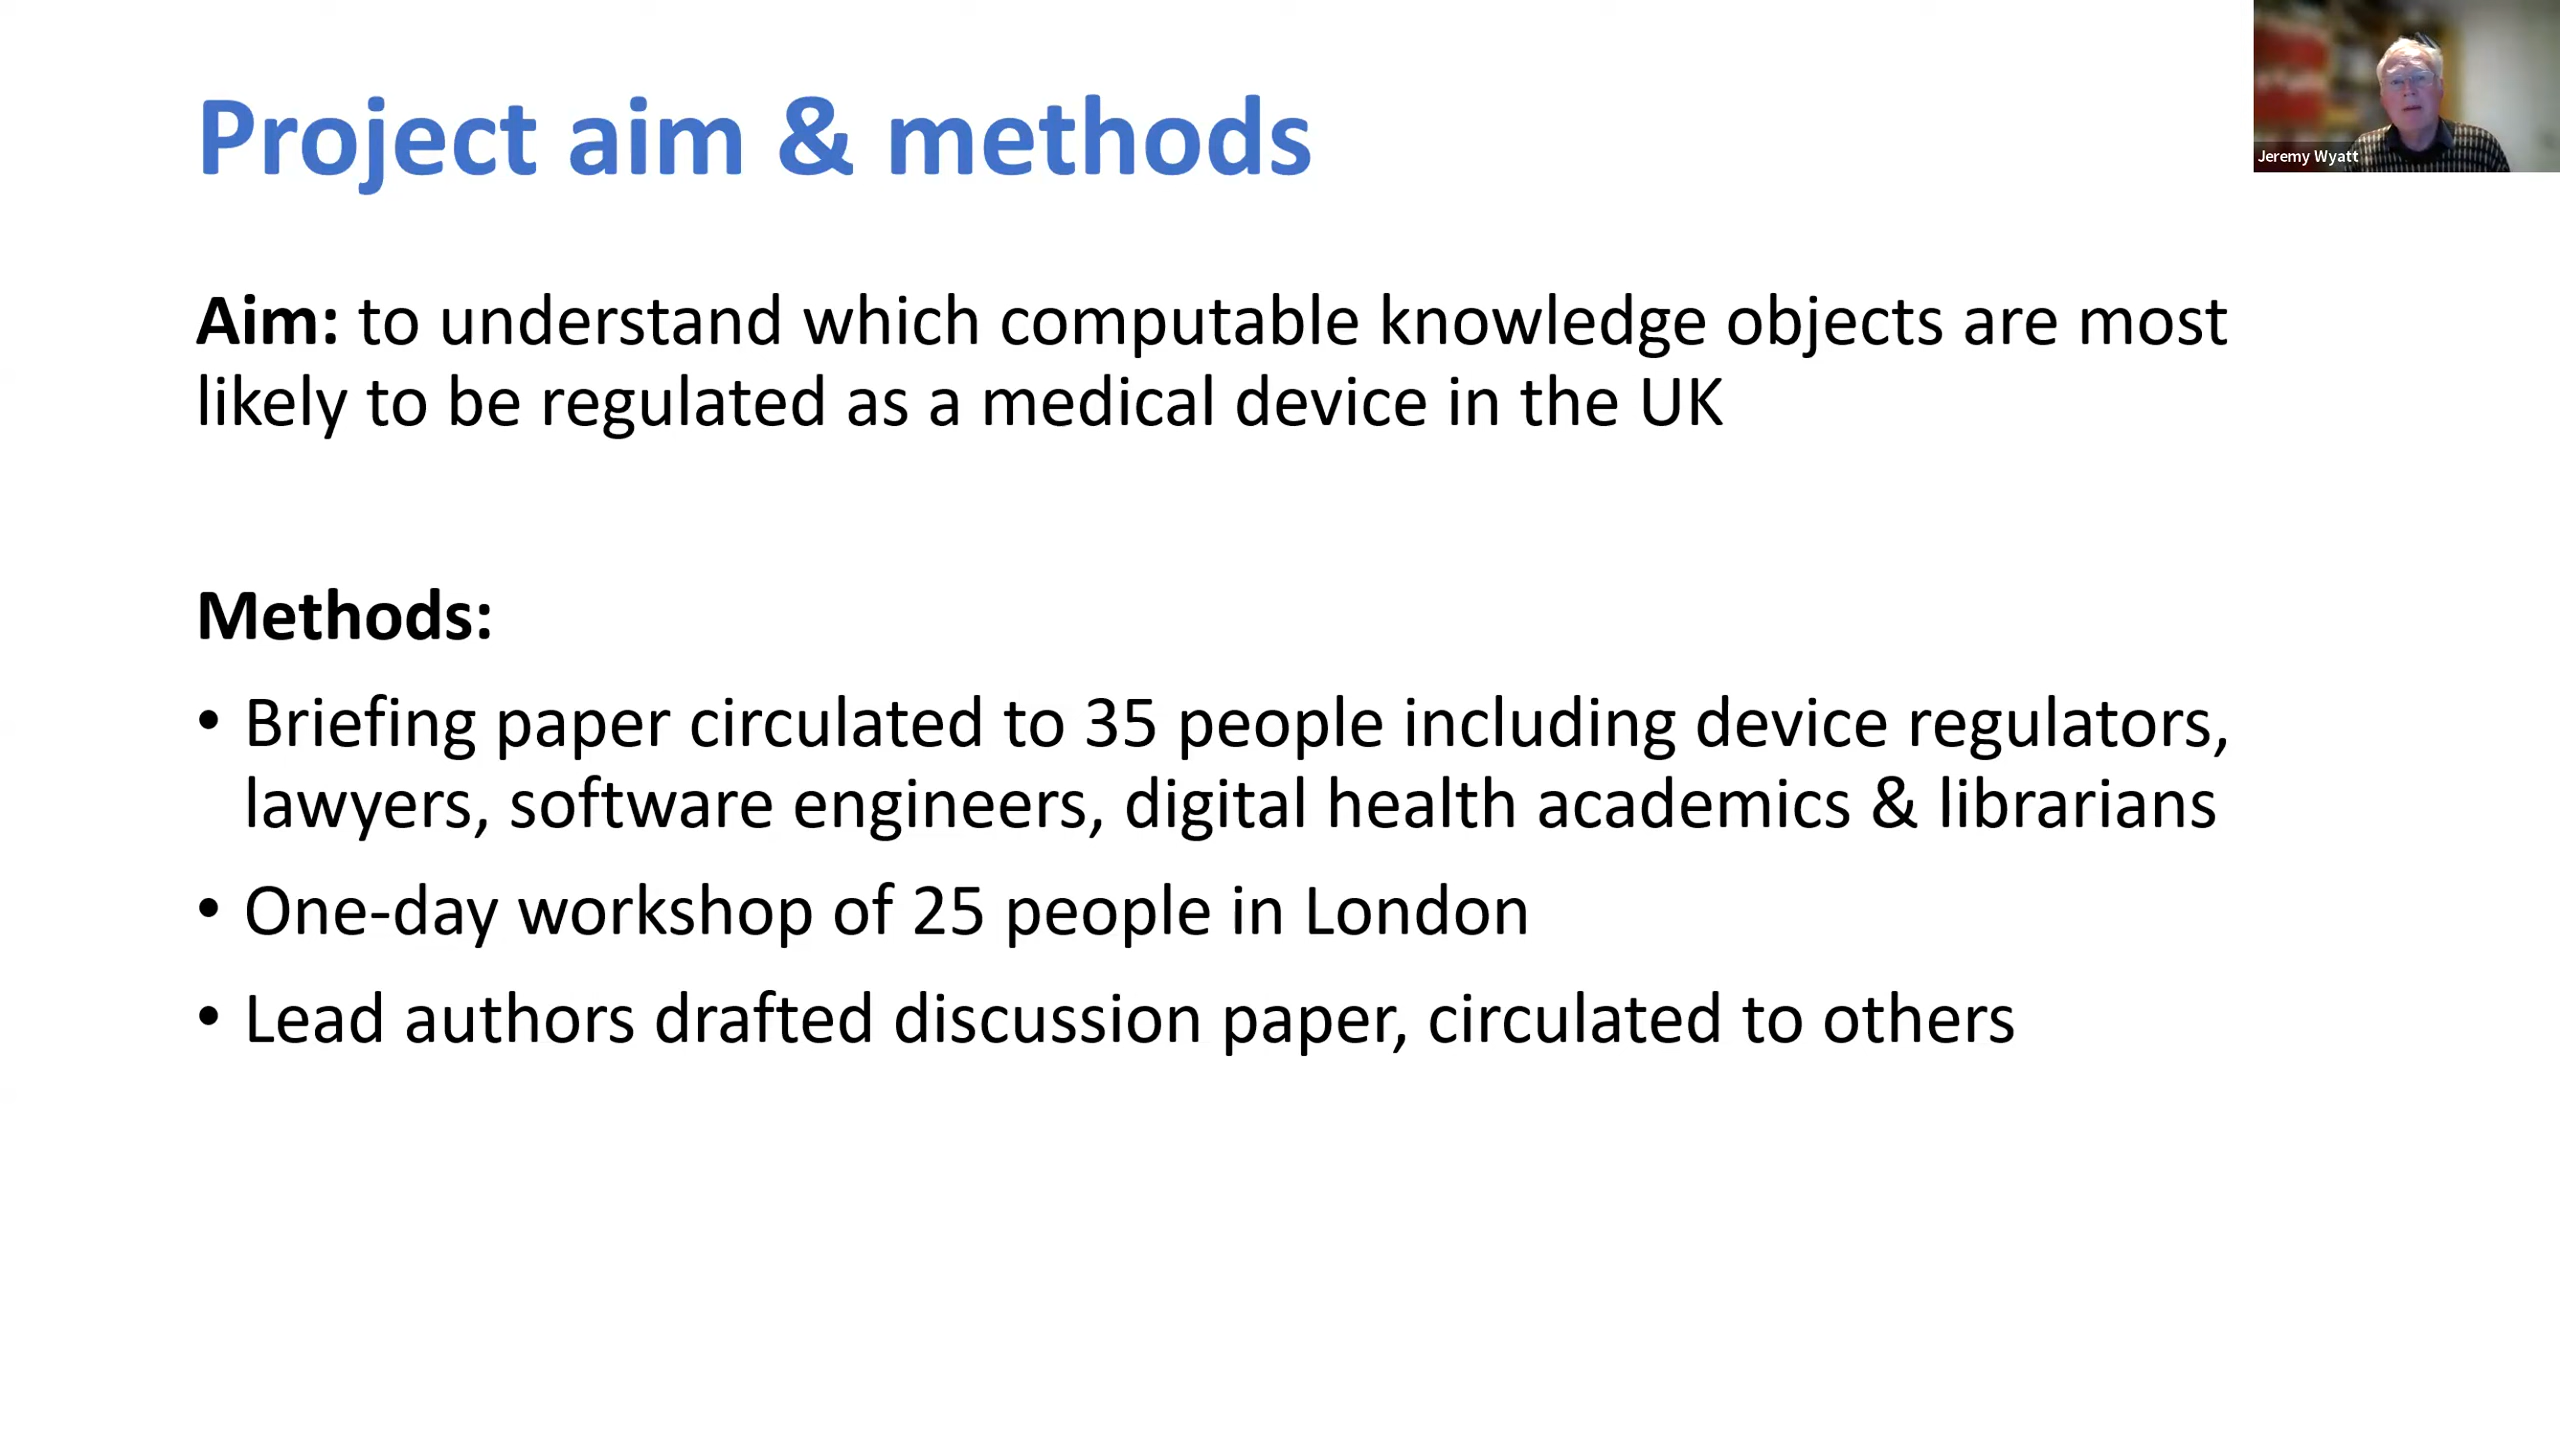 Project aim & methods
Jeremy Wyatt
Aim: to understand which computable knowledge objects are most
likely to be regulated as a medical device in the UK
Methods:
• Briefing paper circulated to 35 people including device regulators,
lawyers, software engineers, digital health academics & librarians
• One-day workshop of 25 people in London
• Lead authors drafted discussion paper, circulated to others